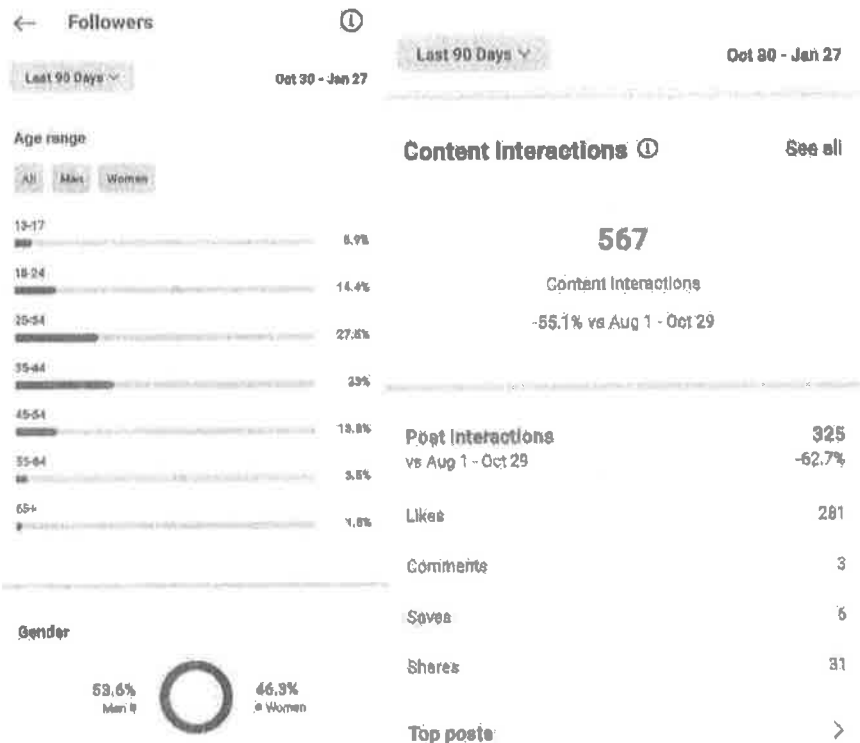 ← Followers
Last 90 Days
Oct 30 - Jan 27
Age range
All Men Women
13-17
5.9%
18-24
14.4%
25-34
35-44
33%
45-54
55-64
65+
Gender
53.6%
Men
46.3%
Women
Last 90 Days
Oct 30 - Jan 27
Content Interactions
See all
567
Content Interactions
-55.1% vs Aug 1 - Oct 29
Post Interactions 325
vs Aug 1 - Oct 29 -62.7%
Likes 281
Comments 3
Saves
Shares 31
Top posts